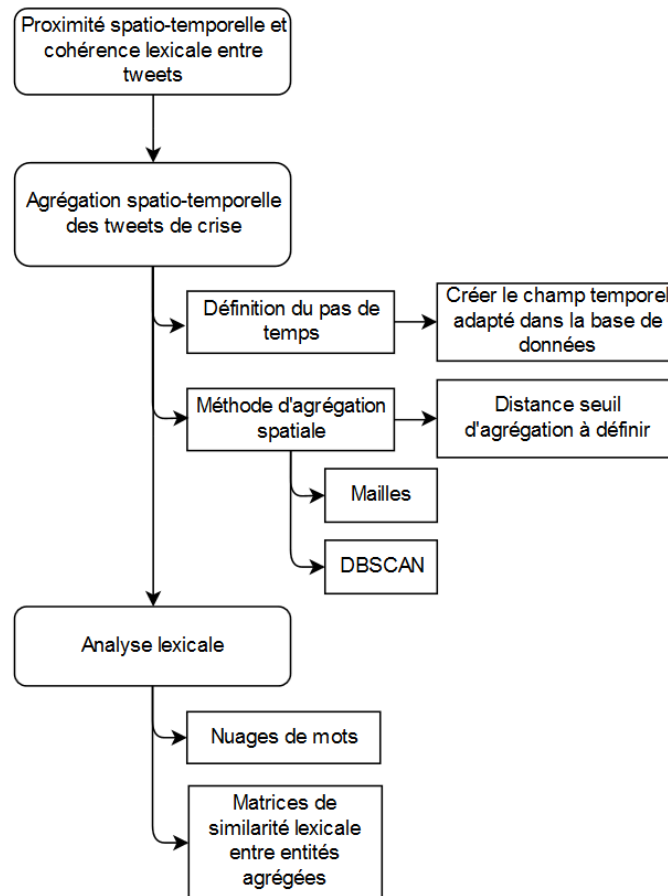 Proximité spatio-temporelle et
cohérence lexicale entre
tweets
Agrégation spatio-temporelle
des tweets de crise
Définition du pas de
temps
Créer le champ temporel
adapté dans la base de
données
Méthode d'agrégation
spatiale
Distance seuil
d'agrégation à définir
Mailles
DBSCAN
Analyse lexicale
Nuages de mots
Matrices de
similarité lexicale
entre entités
agrégées